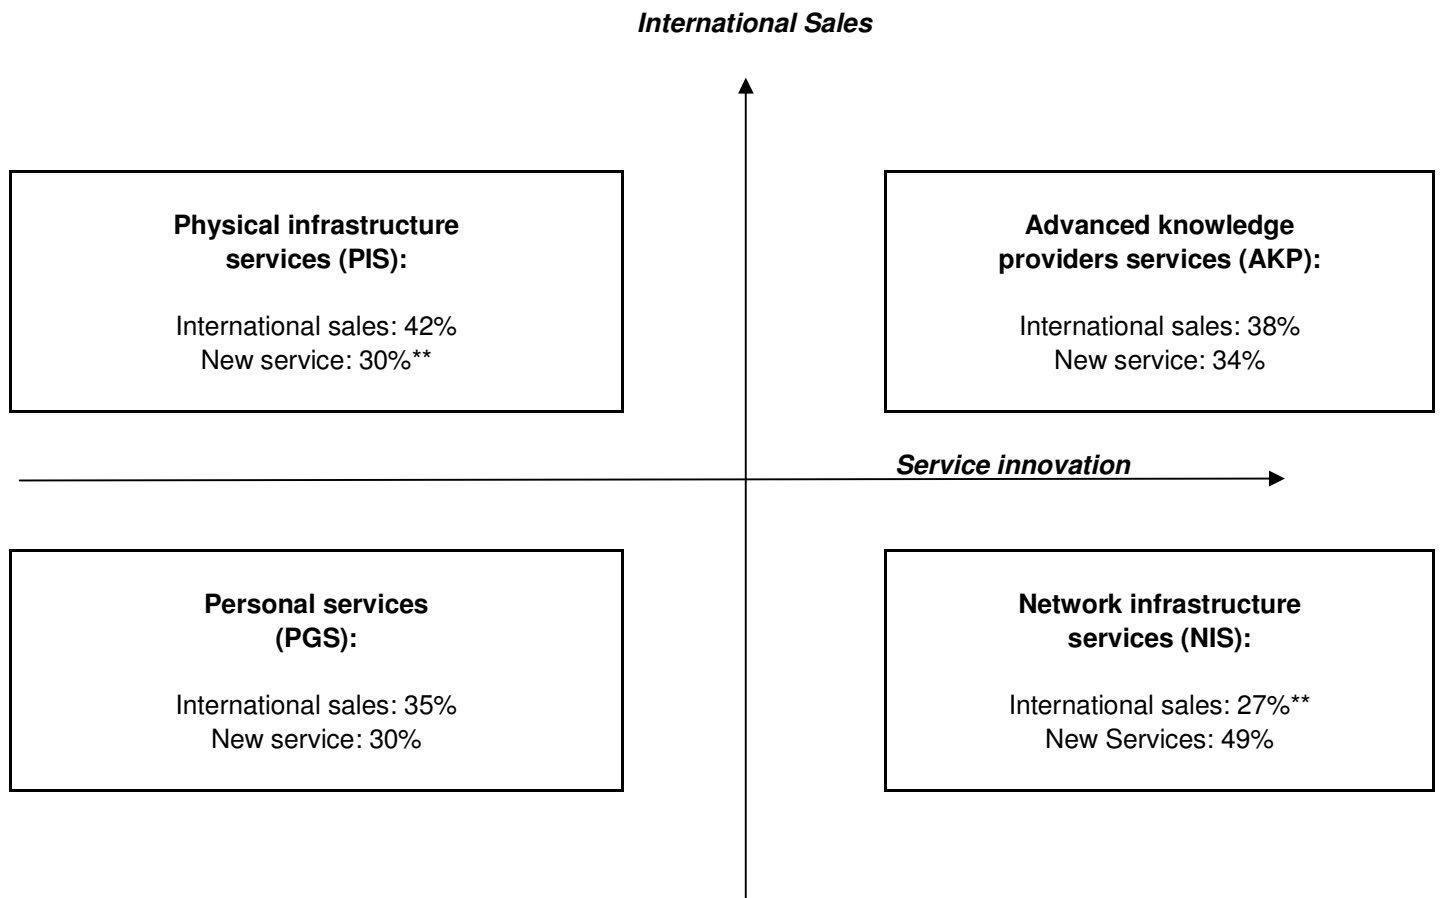 International Sales
Physical infrastructure
services (PIS):
International sales: 42%
New service: 30%**
Advanced knowledge
providers services (AKP):
International sales: 38%
New service: 34%
Service innovation
Personal services
(PGS):
International sales: 35%
New service: 30%
Network infrastructure
services (NIS):
International sales: 27%**
New Services: 49%